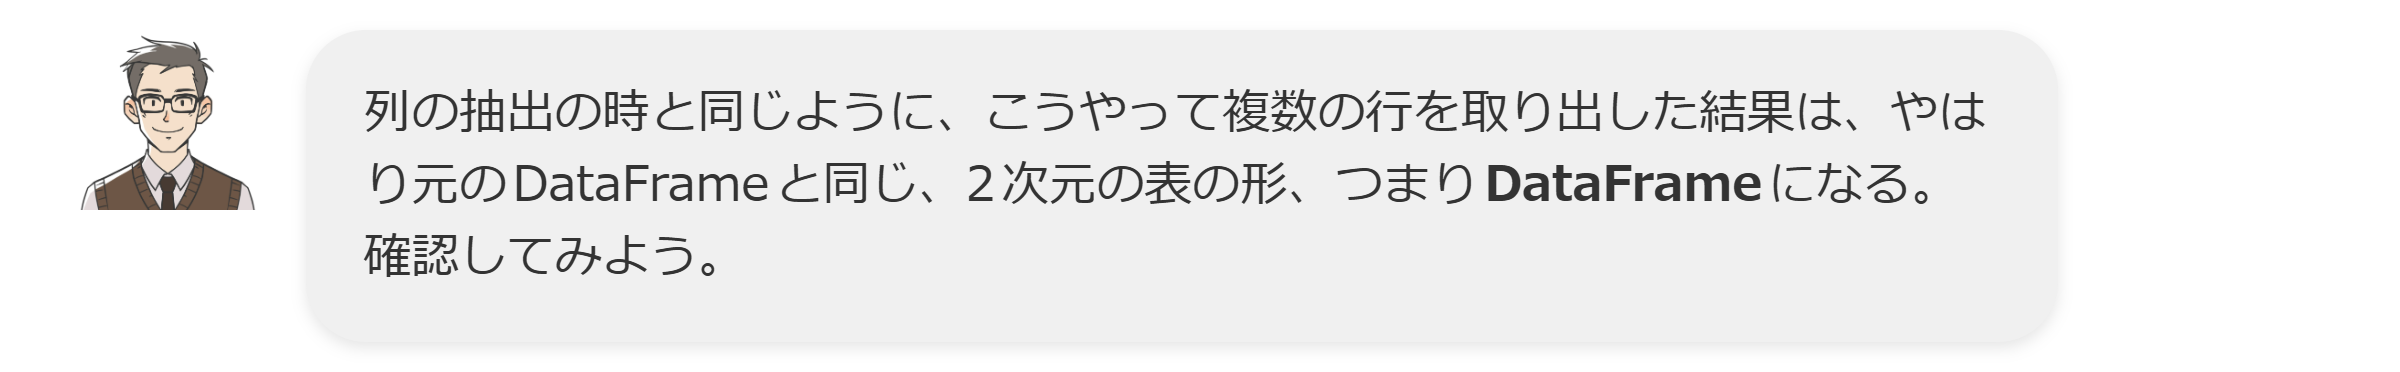 列の抽出の時と同じように、こうやって複数の行を取り出した結果は、やは
り元のDataFrameと同じ、2次元の表の形、つまりDataFrameになる。
確認してみよう。